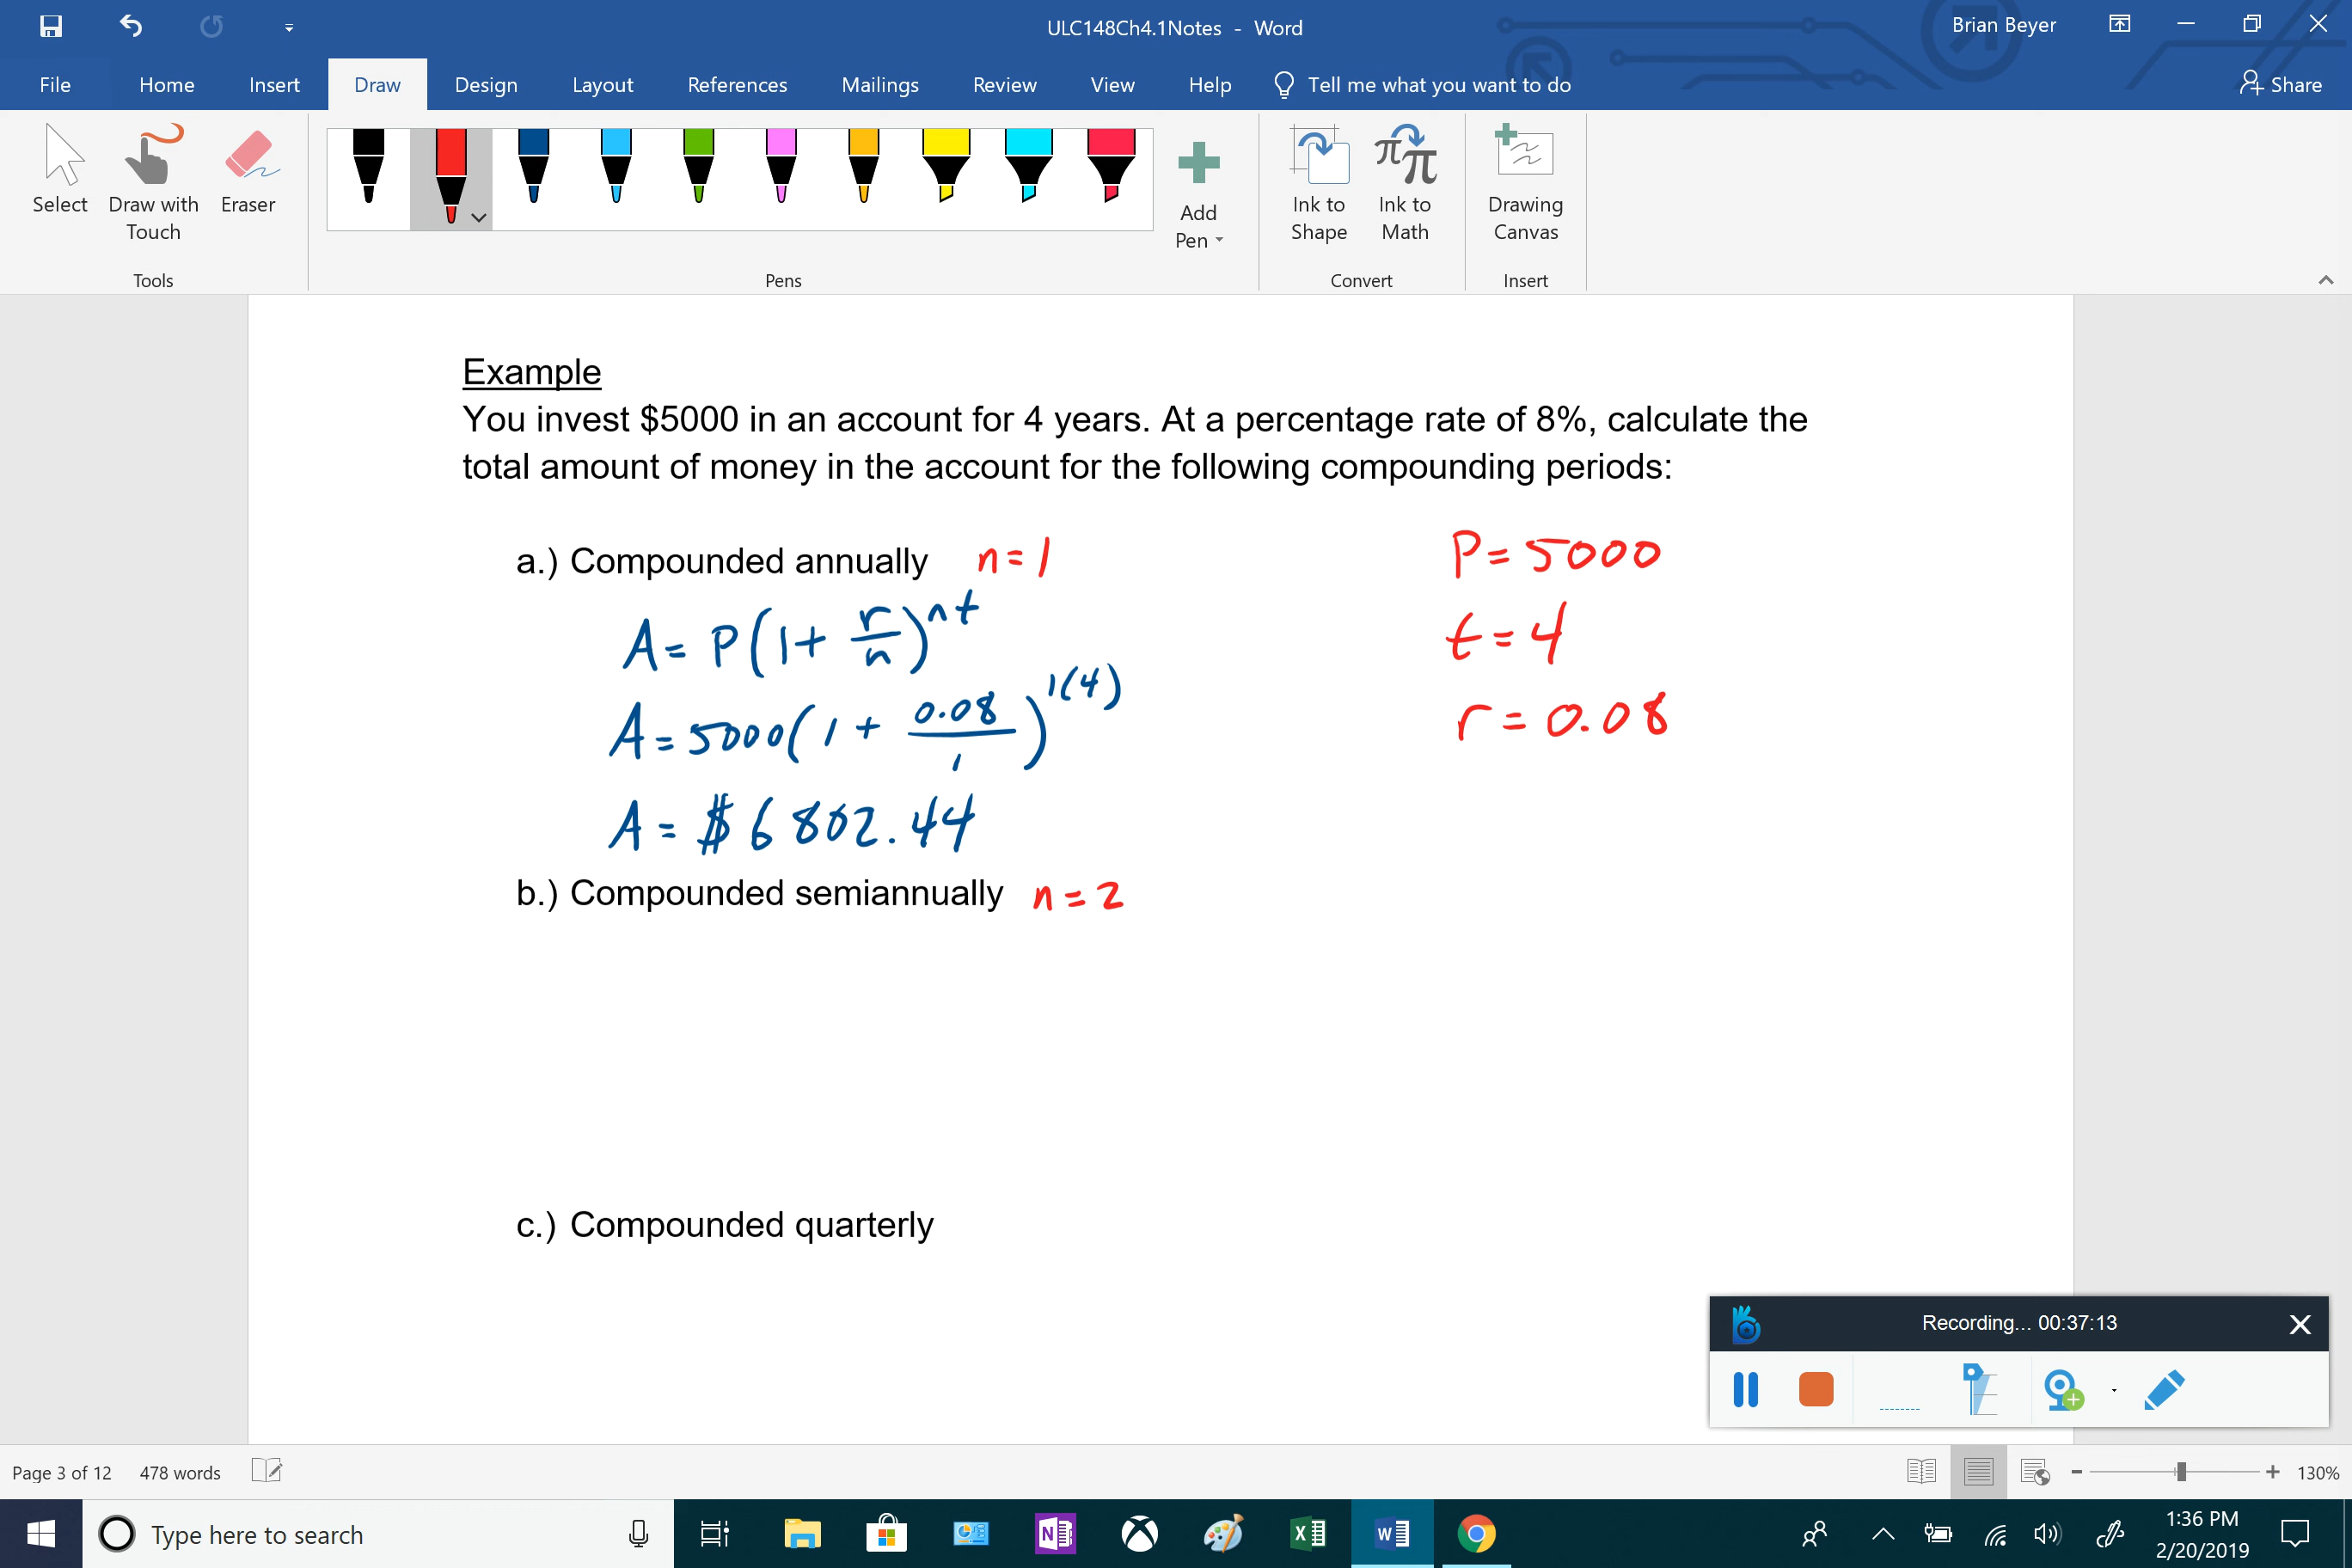 ULC148Ch4.1Notes - Word
Brian Beyer
File Home Insert Draw Design Layout References Mailings Review View Help Tell me what you want to do Share
Select Draw with Touch Eraser
Add Pen
Ink to Shape Ink to Math
Drawing Canvas
Tools Pens Convert Insert
Example
You invest $5000 in an account for 4 years. At a percentage rate of 8%, calculate the
total amount of money in the account for the following compounding periods:
a.) Compounded annually n = 1
P = 5000
A = P(1 + r/n)^nt
t = 4
A = 5000(1 + 0.08/1)^1(4)
r = 0.08
A = $6802.44
b.) Compounded semiannually n = 2
c.) Compounded quarterly
Recording... 00:37:13
Page 3 of 12 478 words
130%
Type here to search
1:36 PM
2/20/2019